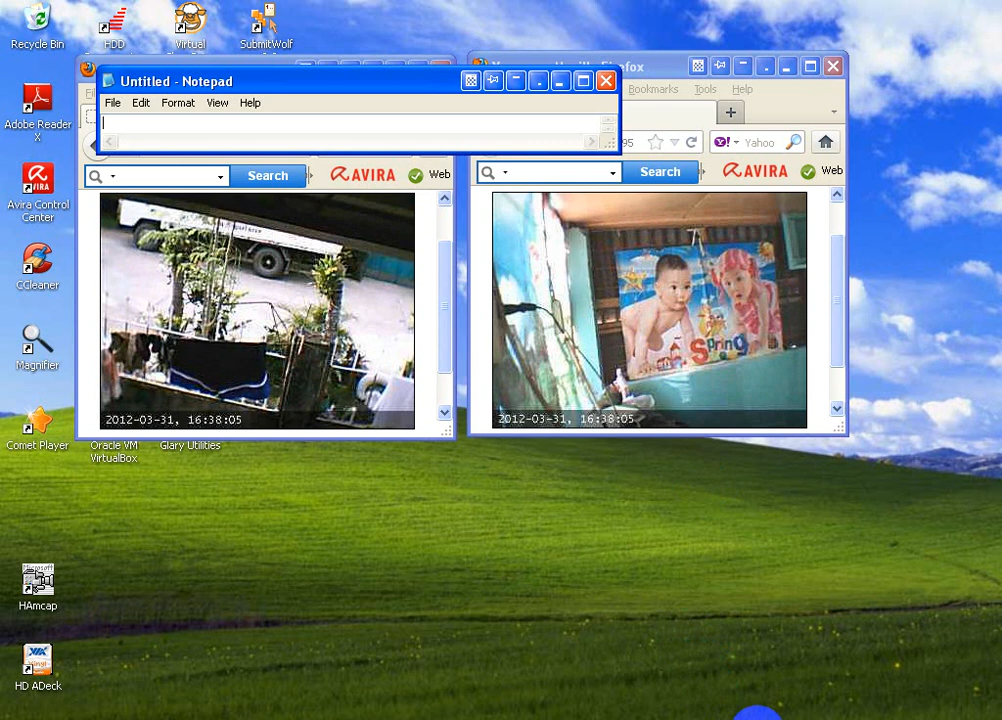 Recycle Bin
HDD
Virtual
SubmitWolf
Adobe Reader X
Avira Control Center
CCleaner
Magnifier
Comet Player
Oracle VM VirtualBox
Glary Utilities
HAmcap
HD ADeck
Untitled - Notepad
File Edit Format View Help
Search
AVIRA
Web
2012-03-31, 16:38:05
Bookmarks Tools Help
95
Yahoo
Search
AVIRA
Web
Spring
2012-03-31, 16:38:05